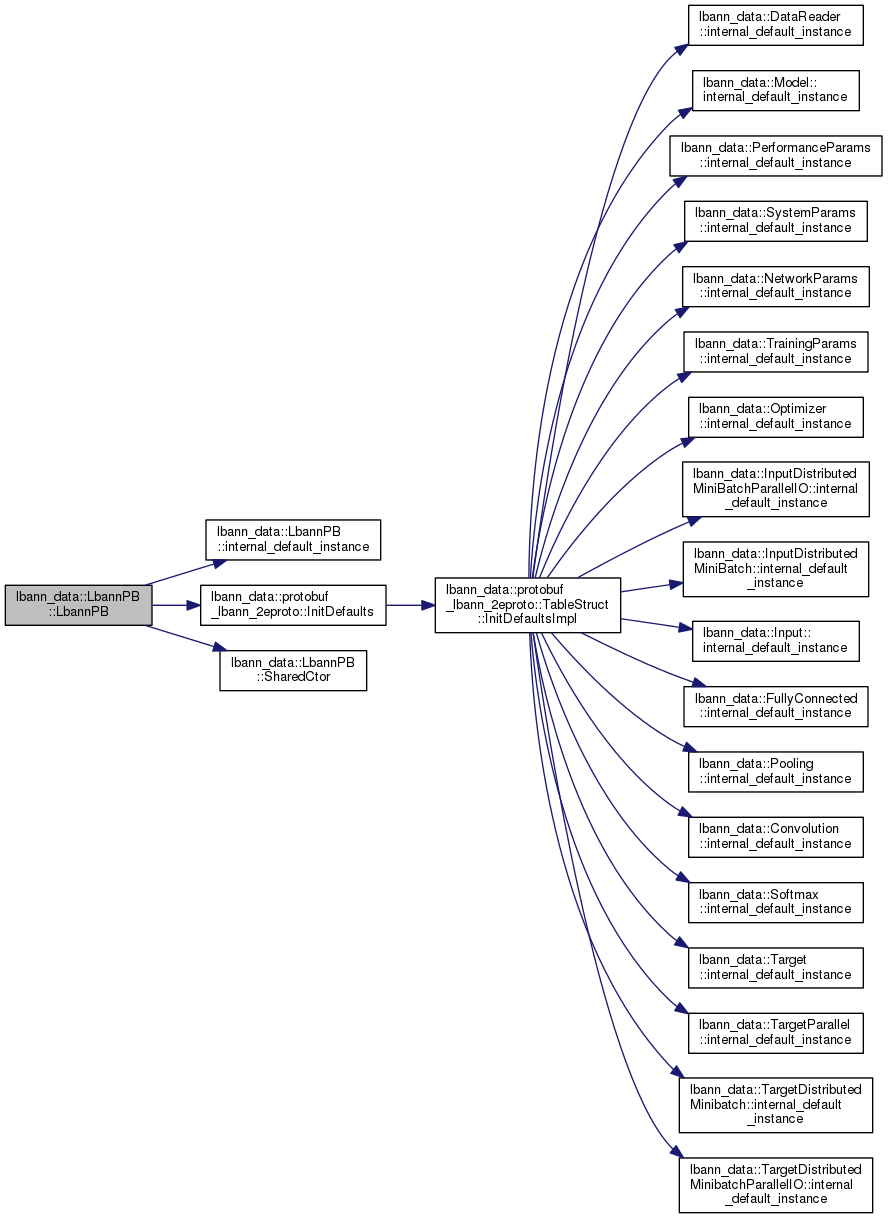 lbann_data::LbannPB
::LbannPB
lbann_data::LbannPB
::internal_default_instance
lbann_data::protobuf
_lbann_2eproto::InitDefaults
lbann_data::LbannPB
::SharedCtor
lbann_data::protobuf
_lbann_2eproto::TableStruct
::InitDefaultsImpl
lbann_data::DataReader
::internal_default_instance
lbann_data::Model::
internal_default_instance
lbann_data::PerformanceParams
::internal_default_instance
lbann_data::SystemParams
::internal_default_instance
lbann_data::NetworkParams
::internal_default_instance
lbann_data::TrainingParams
::internal_default_instance
lbann_data::Optimizer
::internal_default_instance
lbann_data::InputDistributed
MiniBatchParallelIO::internal
_default_instance
lbann_data::InputDistributed
MiniBatch::internal_default
_instance
lbann_data::Input::
internal_default_instance
lbann_data::FullyConnected
::internal_default_instance
lbann_data::Pooling
::internal_default_instance
lbann_data::Convolution
::internal_default_instance
lbann_data::Softmax
::internal_default_instance
lbann_data::Target
::internal_default_instance
lbann_data::TargetParallel
::internal_default_instance
lbann_data::TargetDistributed
Minibatch::internal_default
_instance
lbann_data::TargetDistributed
MinibatchParallelIO::internal
_default_instance